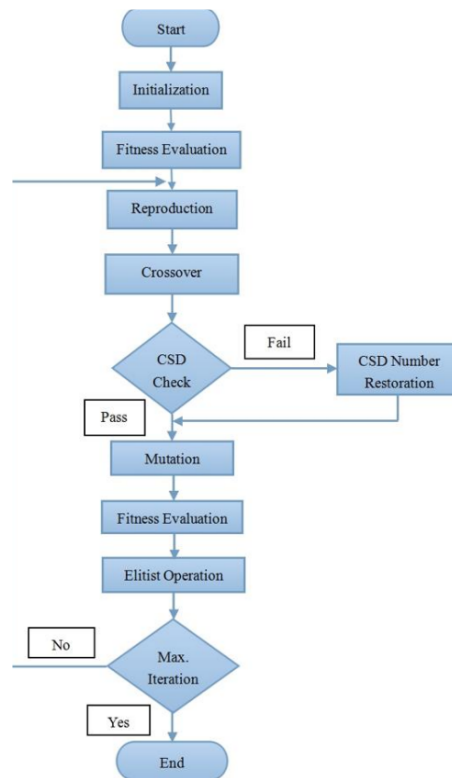 Start
Initialization
Fitness Evaluation
Reproduction
Crossover
CSD
Check
Fail
CSD Number
Restoration
Pass
Mutation
Fitness Evaluation
Elitist Operation
No
Max.
Iteration
Yes
End